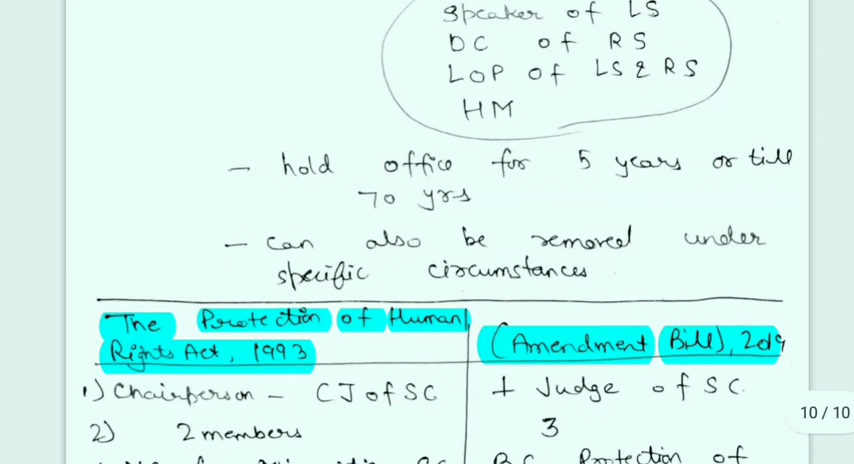 Speaker of LS
DC of RS
LOP of LS & RS
HM
— hold office for 5 years or till
70 yrs
— can also be removed under
specific circumstances
The Protection of Human
Rights Act, 1993
(Amendment Bill), 2019
1) Chairperson – CJ of SC
+ Judge of SC.
2) 2 members
3
10 / 10
Protection of